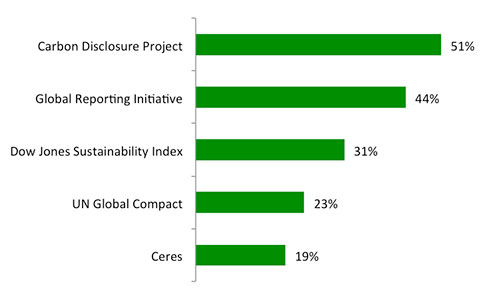 Carbon Disclosure Project 51%
Global Reporting Initiative 44%
Dow Jones Sustainability Index 31%
UN Global Compact 23%
Ceres 19%